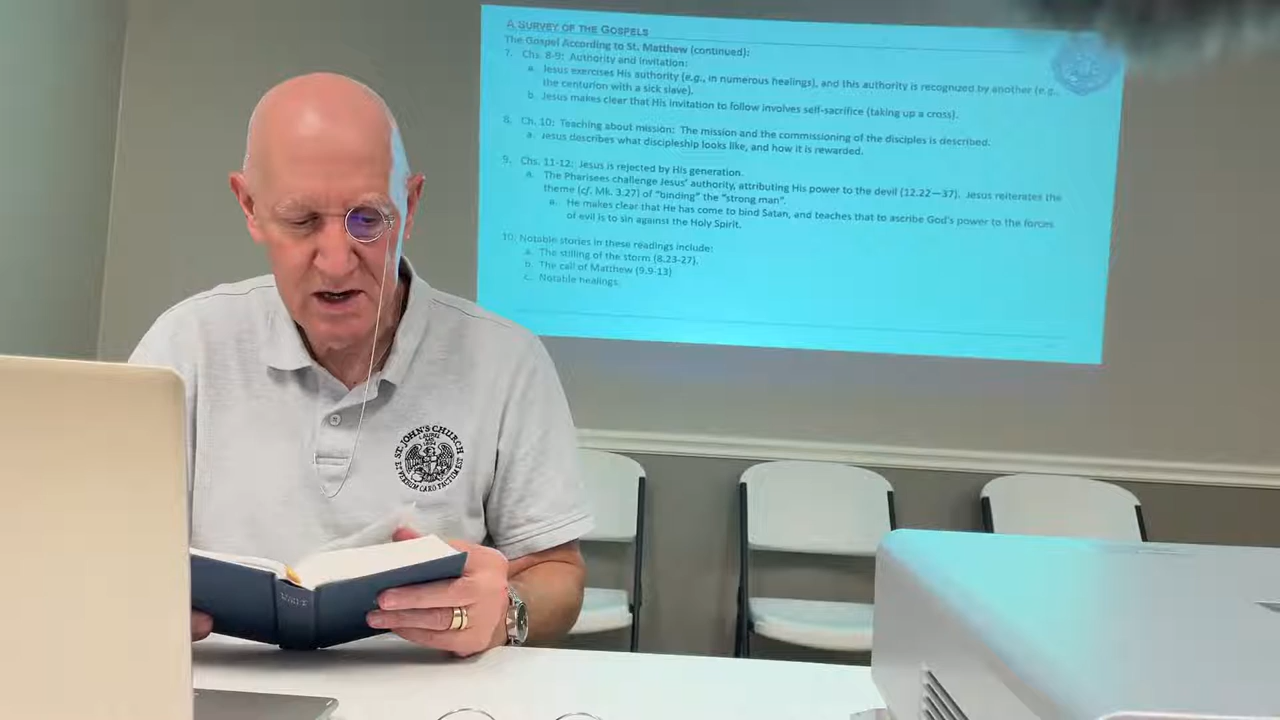 A SURVEY OF THE GOSPELS
The Gospel According to St. Matthew (continued):
7. Chs. 8-9: Authority and invitation:
a. Jesus exercises His authority (e.g., in numerous healings), and this authority is recognized by another (e.g.,
the centurion with a sick slave).
b. Jesus makes clear that His invitation to follow involves self-sacrifice (taking up a cross).
8. Ch. 10: Teaching about mission: The mission and the commissioning of the disciples is described.
a. Jesus describes what discipleship looks like, and how it is rewarded.
9. Chs. 11-12: Jesus is rejected by His generation.
a. The Pharisees challenge Jesus' authority, attributing His power to the devil (12.22—37). Jesus reiterates the
theme (cf. Mk. 3.27) of "binding" the "strong man".
a. He makes clear that He has come to bind Satan, and teaches that to ascribe God's power to the forces
of evil is to sin against the Holy Spirit.
10. Notable stories in these readings include:
a. The stilling of the storm (8.23-27).
b. The call of Matthew (9.9-13)
c. Notable healings.
ST. JOHN'S CHURCH
LAUREL
VERBUM CARO FACTUM EST